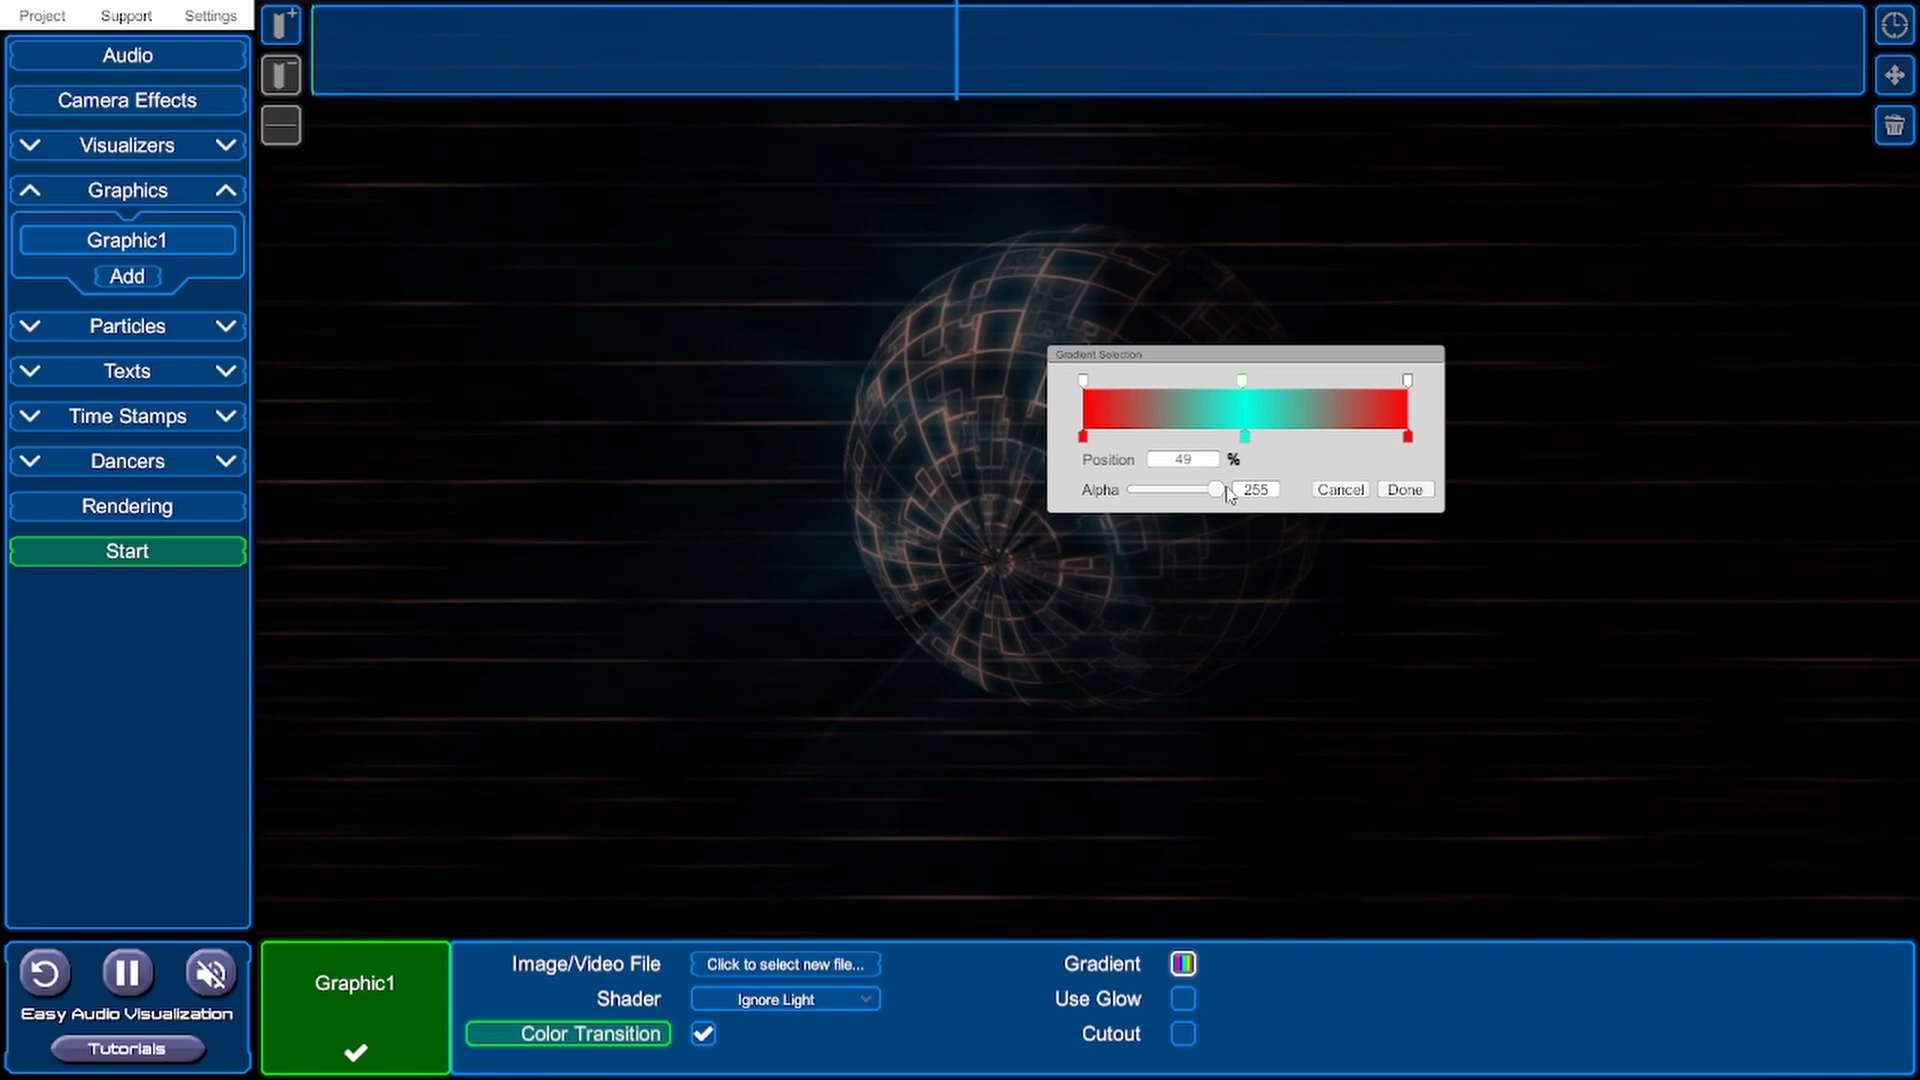 Project Support Settings
Audio
Camera Effects
Visualizers
Graphics
Graphic1
Add
Particles
Texts
Time Stamps
Dancers
Rendering
Start
Gradient Selection
Position 49 %
Alpha 255 Cancel Done
Easy Audio Visualization
Tutorials
Graphic1
Image/Video File Click to select new file...
Shader Ignore Light
Color Transition
Gradient
Use Glow
Cutout